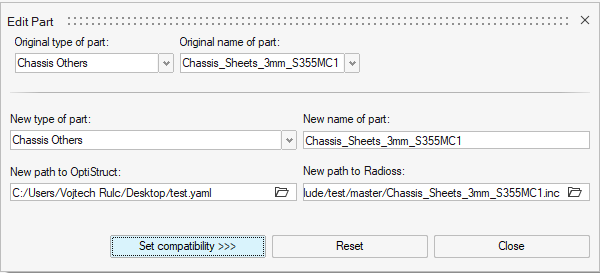 Edit Part
Original type of part: Original name of part:
Chassis Others Chassis_Sheets_3mm_S355MC1
New type of part: New name of part:
Chassis Others Chassis_Sheets_3mm_S355MC1
New path to OptiStruct: New path to Radioss:
C:/Users/Vojtech Rulc/Desktop/test.yaml lude/test/master/Chassis_Sheets_3mm_S355MC1.inc
Set compatibility >>> Reset Close